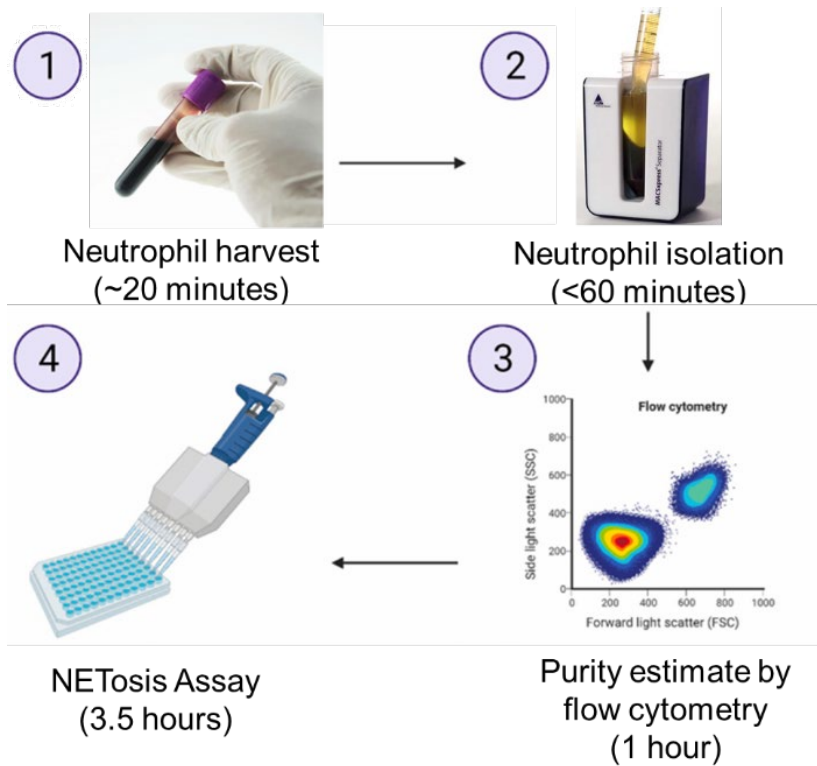 1
2
MACSxpress® Separator
Neutrophil harvest
(~20 minutes)
Neutrophil isolation
(<60 minutes)
4
3
Flow cytometry
Side light scatter (SSC)
1000
800
600
400
200
0
0 200 400 600 800 1000
Forward light scatter (FSC)
NETosis Assay
(3.5 hours)
Purity estimate by
flow cytometry
(1 hour)